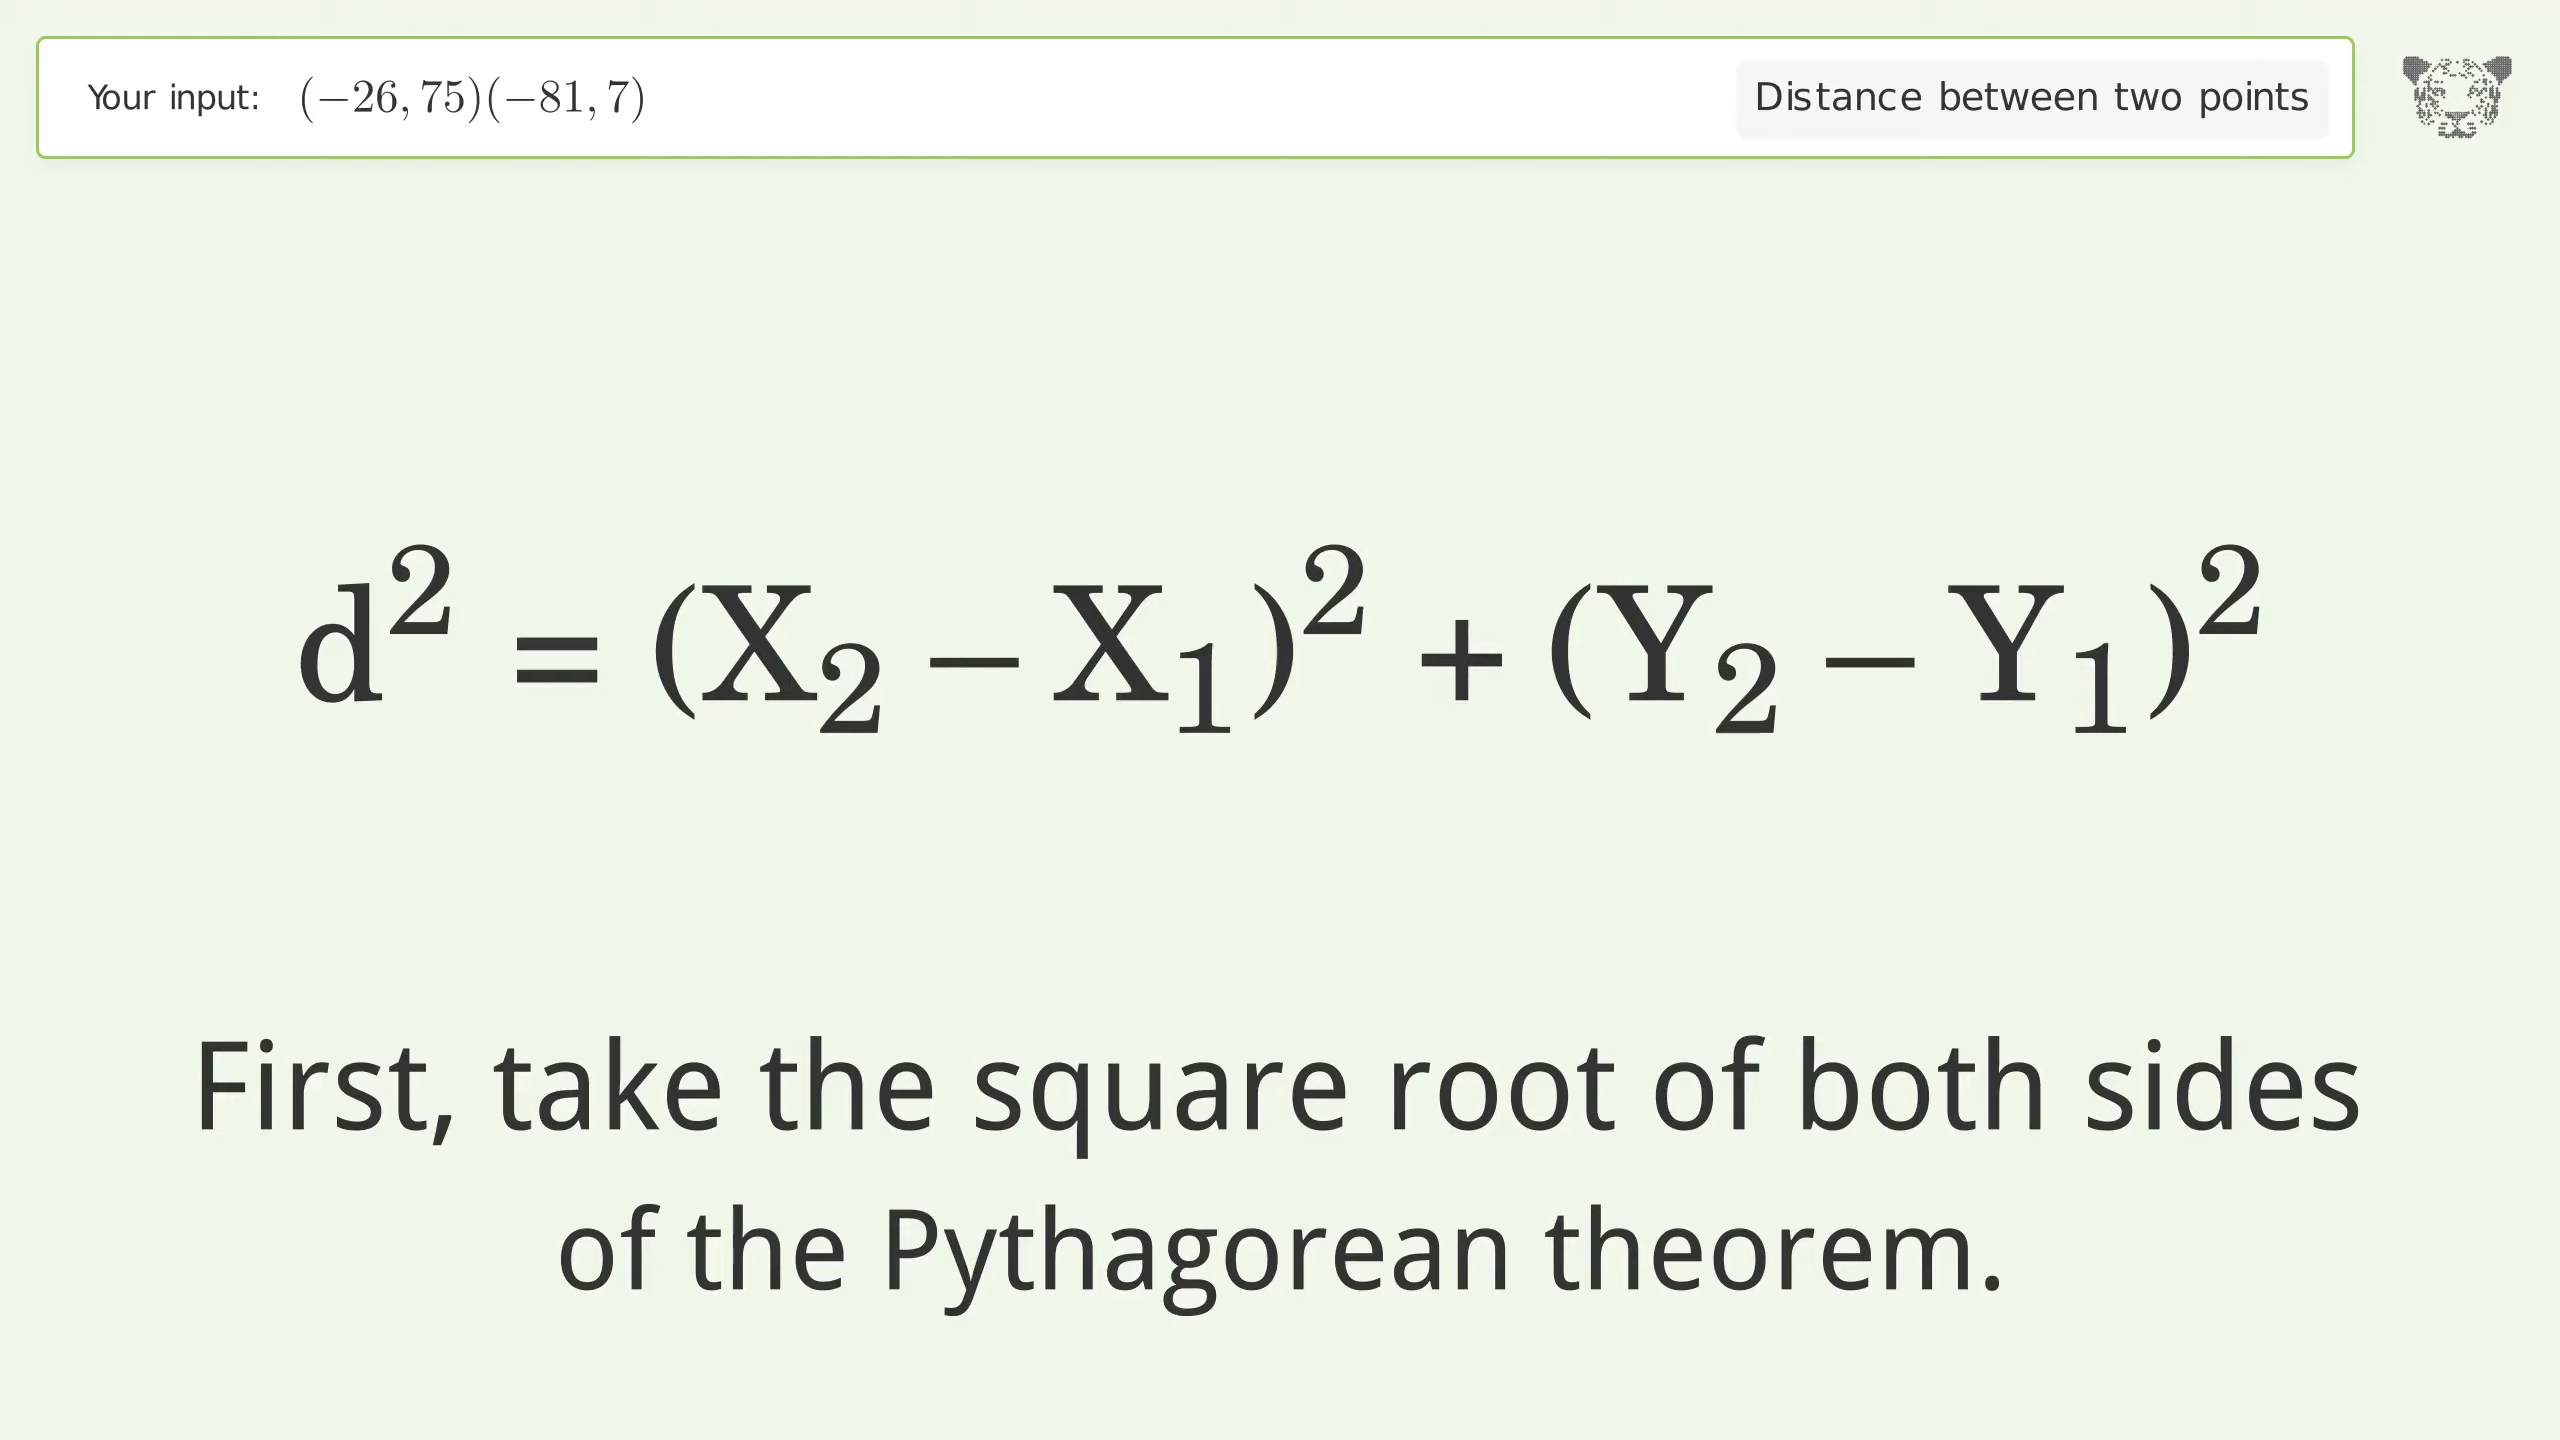 Your input: (−26, 75)(−81, 7) Distance between two points
d² = (X₂ − X₁)² + (Y₂ − Y₁)²
First, take the square root of both sides
of the Pythagorean theorem.